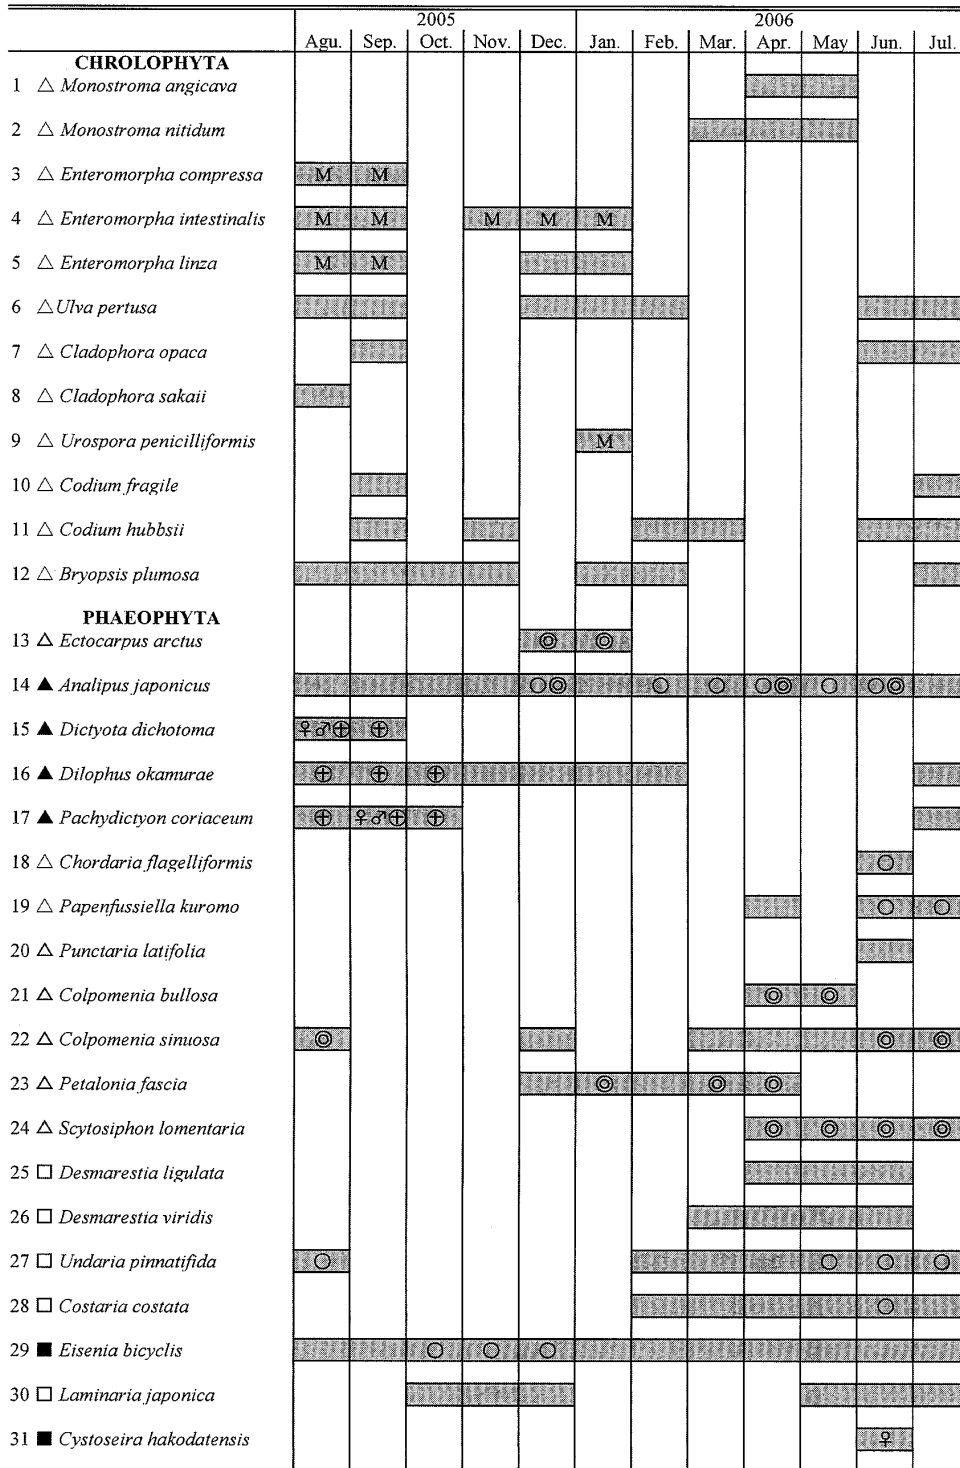 2005 2006
Agu. Sep. Oct. Nov. Dec. Jan. Feb. Mar. Apr. May Jun. Jul.
CHROLOPHYTA
1 △ Monostroma angicava
2 △ Monostroma nitidum
3 △ Enteromorpha compressa M M
4 △ Enteromorpha intestinalis M M M M M
5 △ Enteromorpha linza M M
6 △ Ulva pertusa
7 △ Cladophora opaca
8 △ Cladophora sakaii
9 △ Urospora penicilliformis M
10 △ Codium fragile
11 △ Codium hubbsii
12 △ Bryopsis plumosa
PHAEOPHYTA
13 △ Ectocarpus arctus ◎ ◎
14 ▲ Analipus japonicus ○◎ ○ ○ ○◎ ○ ○◎
15 ▲ Dictyota dichotoma ♀♂⊕ ⊕
16 ▲ Dilophus okamurae ⊕ ⊕ ⊕
17 ▲ Pachydictyon coriaceum ⊕ ♀♂⊕ ⊕
18 △ Chordaria flagelliformis ○
19 △ Papenfussiella kuromo ○ ○
20 △ Punctaria latifolia
21 △ Colpomenia bullosa ◎ ◎
22 △ Colpomenia sinuosa ◎ ◎ ◎
23 △ Petalonia fascia ◎ ◎ ◎
24 △ Scytosiphon lomentaria ◎ ◎ ◎ ◎
25 □ Desmarestia ligulata
26 □ Desmarestia viridis
27 □ Undaria pinnatifida ○ ○ ○ ○
28 □ Costaria costata ○
29 ■ Eisenia bicyclis ○ ○ ○
30 □ Laminaria japonica
31 ■ Cystoseira hakodatensis ♀